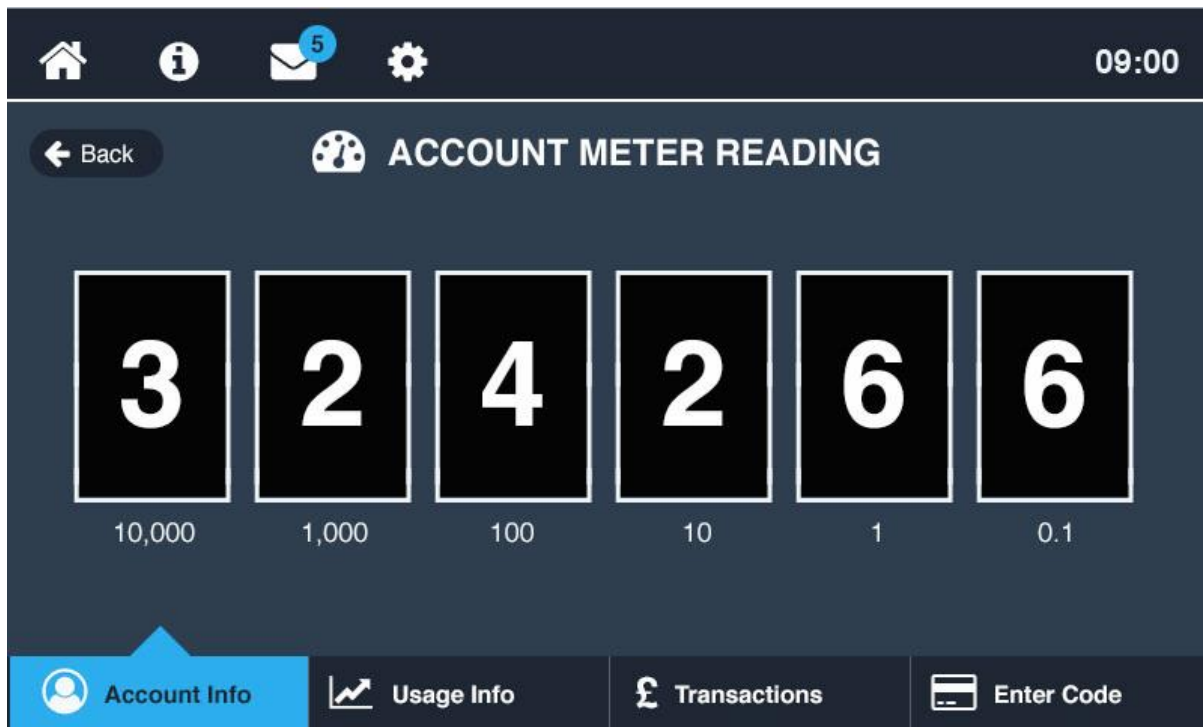 5
09:00
Back
ACCOUNT METER READING
3 2 4 2 6 6
10,000 1,000 100 10 1 0.1
Account Info Usage Info £ Transactions Enter Code